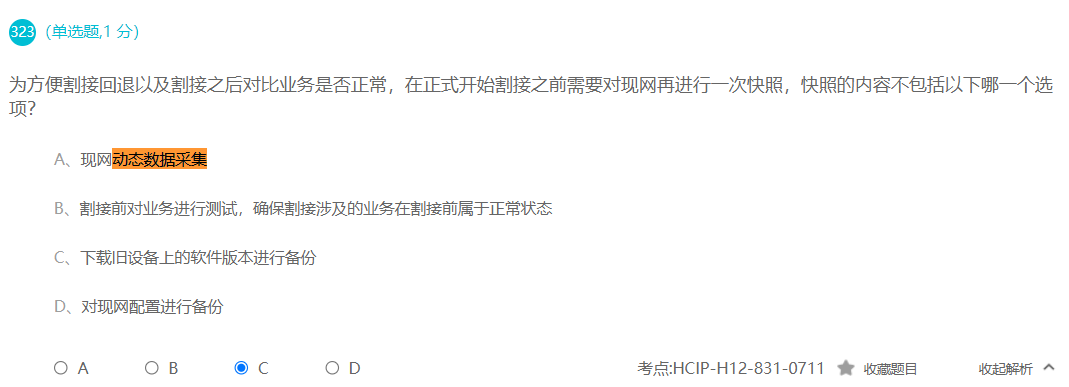 323 (单选题,1 分)
为方便割接回退以及割接之后对比业务是否正常，在正式开始割接之前需要对现网再进行一次快照，快照的内容不包括以下哪一个选
项？
A、现网动态数据采集
B、割接前对业务进行测试，确保割接涉及的业务在割接前属于正常状态
C、下载旧设备上的软件版本进行备份
D、对现网配置进行备份
A B C D 考点:HCIP-H12-831-0711 收藏题目 收起解析